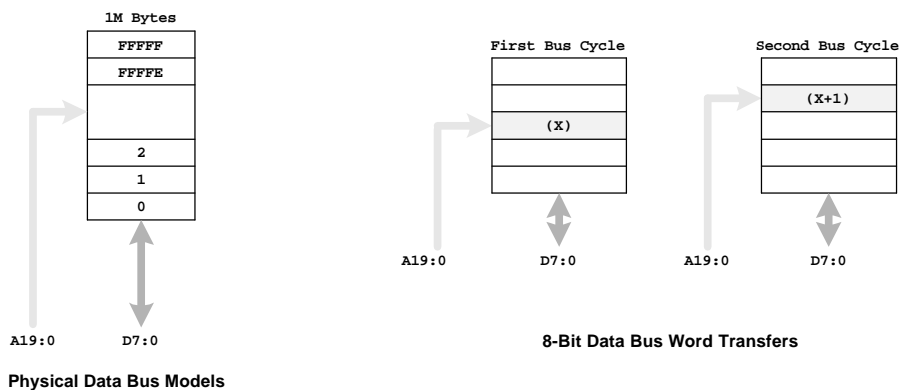 1M Bytes
FFFFF
FFFFE
2
1
0
A19:0 D7:0
Physical Data Bus Models
First Bus Cycle
(X)
A19:0 D7:0
Second Bus Cycle
(X+1)
A19:0 D7:0
8-Bit Data Bus Word Transfers